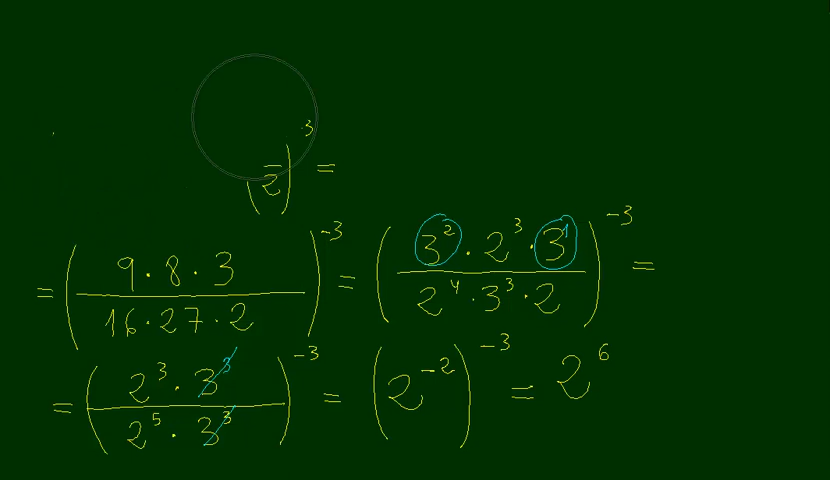 ( — / 2 )^3 =
= ( 9 · 8 · 3 / 16 · 27 · 2 )^-3 = ( 3^2 · 2^3 · 3^1 / 2^4 · 3^3 · 2 )^-3 =
= ( 2^3 · 3^3 / 2^5 · 3^3 )^-3 = ( 2^-2 )^-3 = 2^6